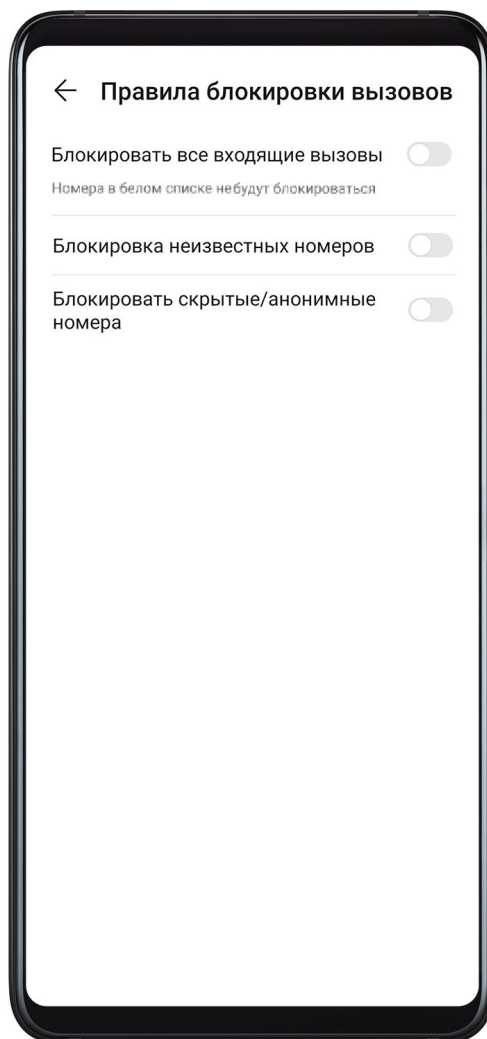 Правила блокировки вызовов
Блокировать все входящие вызовы
Номера в белом списке небудут блокироваться
Блокировка неизвестных номеров
Блокировать скрытые/анонимные
номера